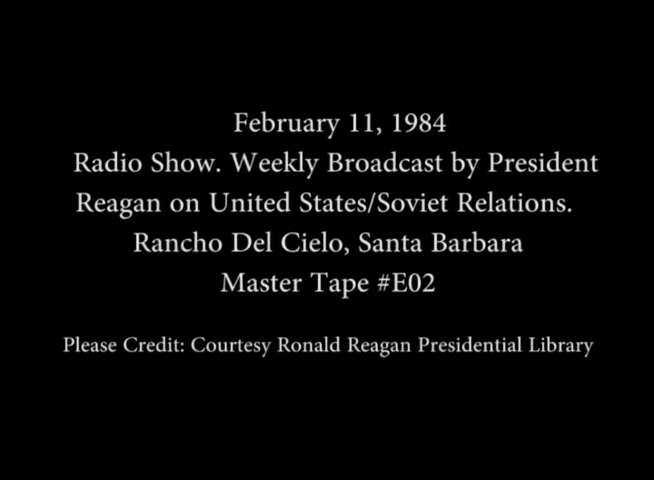 February 11, 1984
Radio Show. Weekly Broadcast by President
Reagan on United States/Soviet Relations.
Rancho Del Cielo, Santa Barbara
Master Tape #E02
Please Credit: Courtesy Ronald Reagan Presidential Library